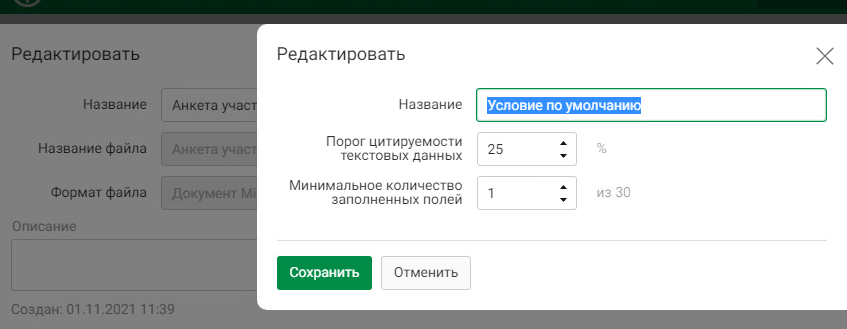 Редактировать
Название
Анкета участ
Название файла
Анкета участ
Формат файла
Документ Mi
Описание
Создан: 01.11.2021 11:39
Редактировать
Название
Условие по умолчанию
Порог цитируемости
текстовых данных
25
%
Минимальное количество
заполненных полей
1
из 30
Сохранить
Отменить